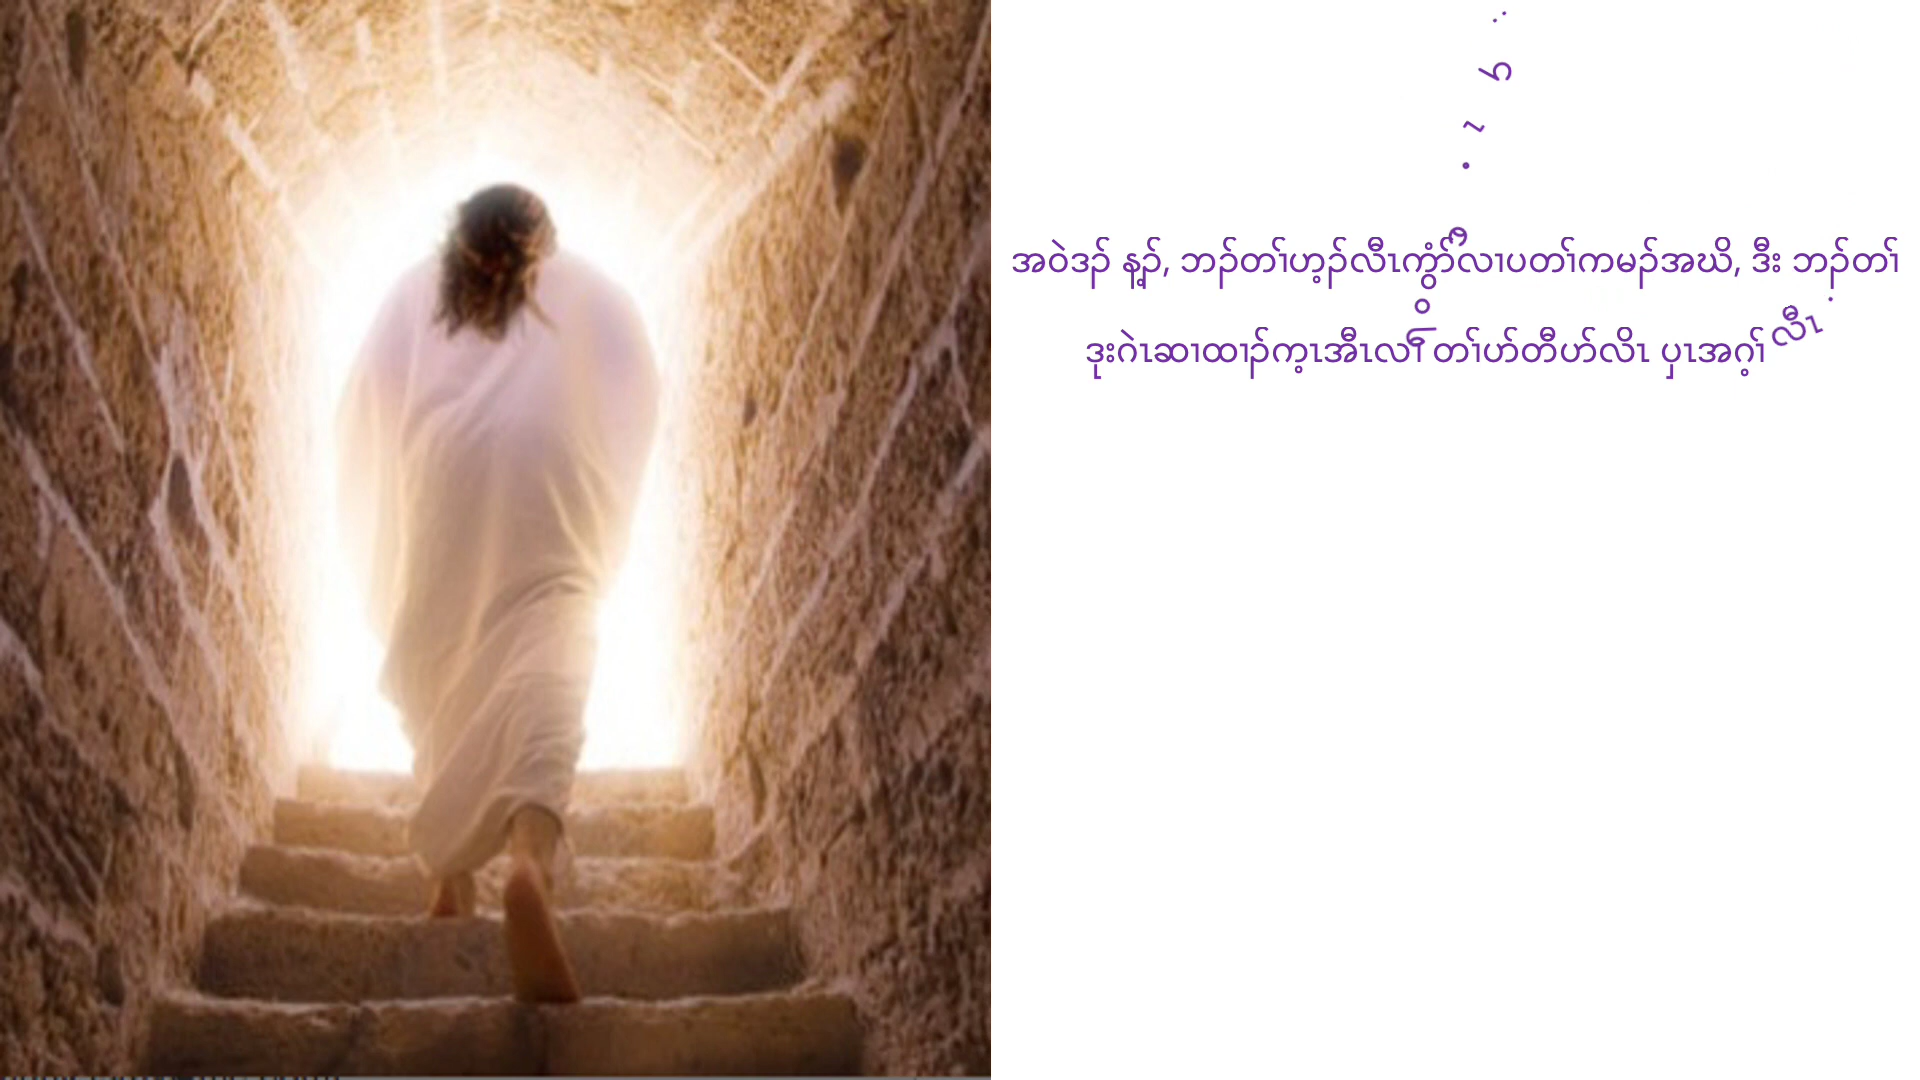 အဝဲဒၣ် န့ၣ်, ဘၣ်တၢ်ဟ့ၣ်လီၤကွံာ်လၢပတၢ်ကမၣ်အဃိ, ဒီး ဘၣ်တၢ်
ဒုးဂဲၤဆၢထၢၣ်က့ၤအီၤလၢ တၢ်ဟ်တီဟ်လိၤ ပှၤအဂ့ၢ်လီၤ.